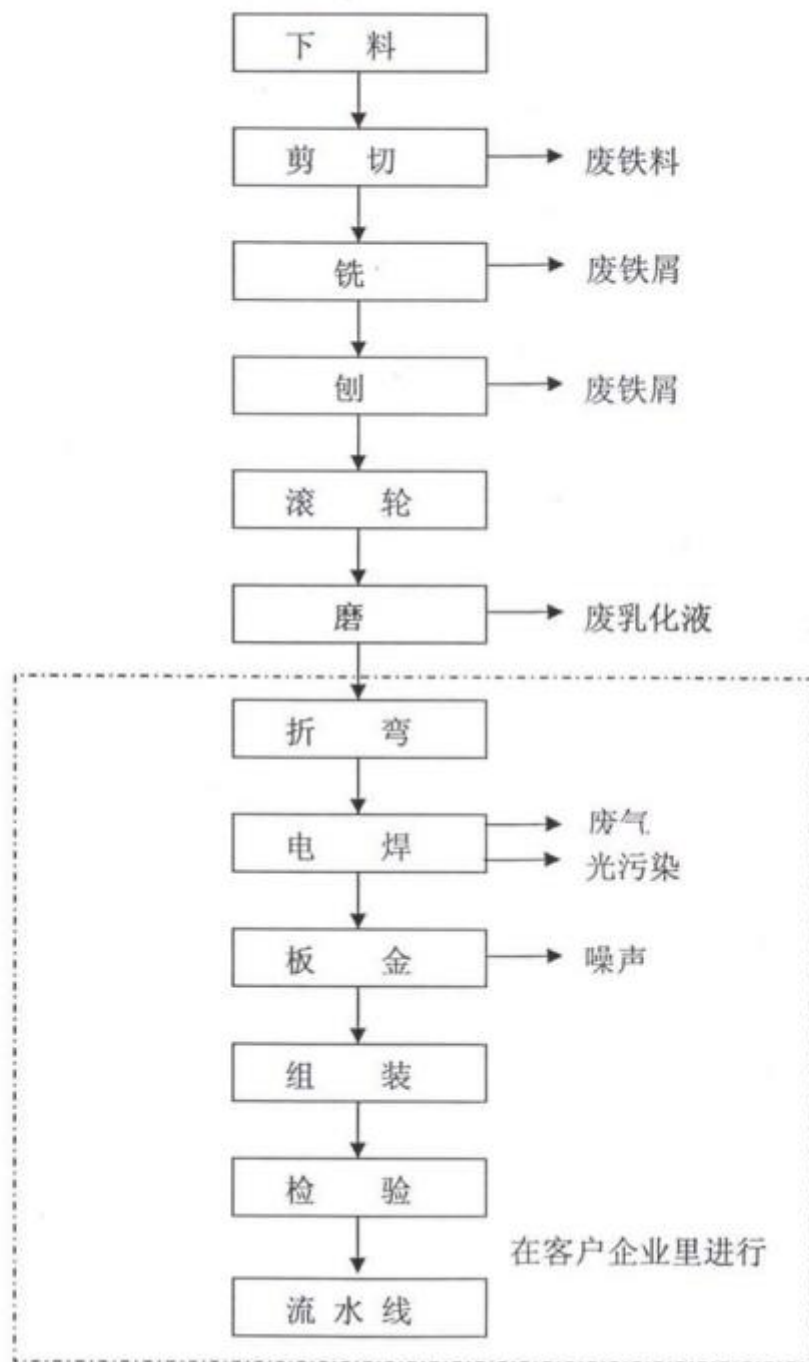 下 料
剪 切
废铁料
铣
废铁屑
刨
废铁屑
滚 轮
磨
废乳化液
折 弯
电 焊
废气
光污染
板 金
噪声
组 装
检 验
在客户企业里进行
流 水 线